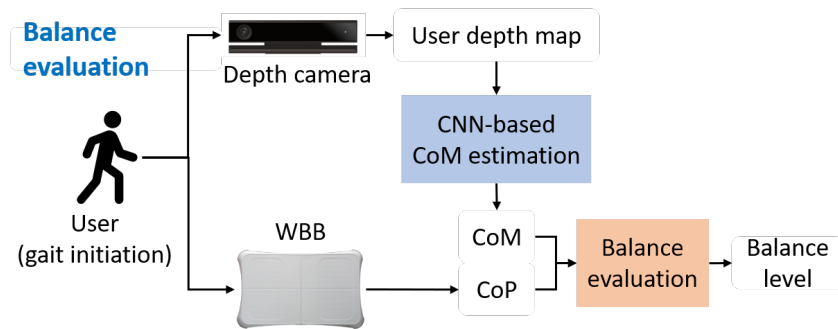 Balance
evaluation
Depth camera
User depth map
CNN-based
CoM estimation
User
(gait initiation)
WBB
CoM
CoP
Balance
evaluation
Balance
level